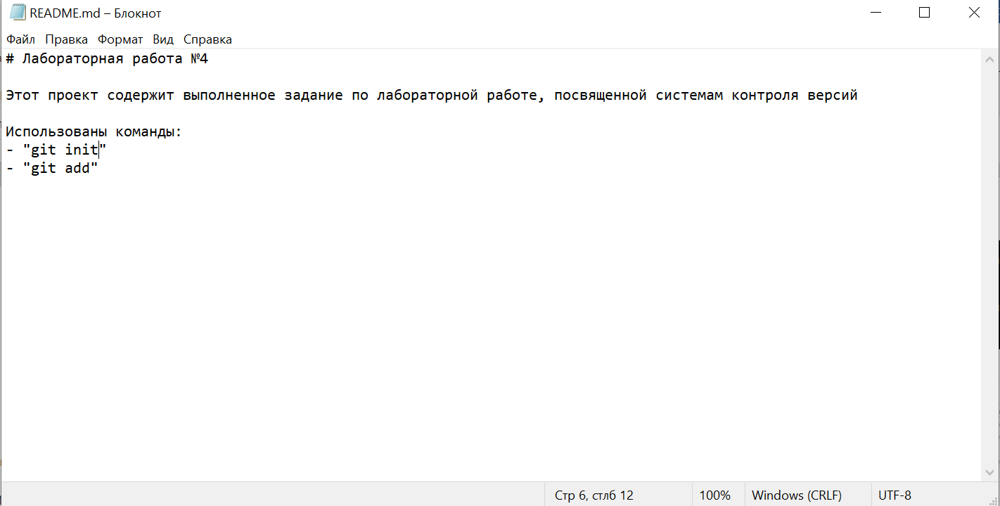 README.md – Блокнот
Файл Правка Формат Вид Справка
# Лабораторная работа №4
Этот проект содержит выполненное задание по лабораторной работе, посвященной системам контроля версий
Использованы команды:
- "git init"
- "git add"
Стр 6, стлб 12 100% Windows (CRLF) UTF-8